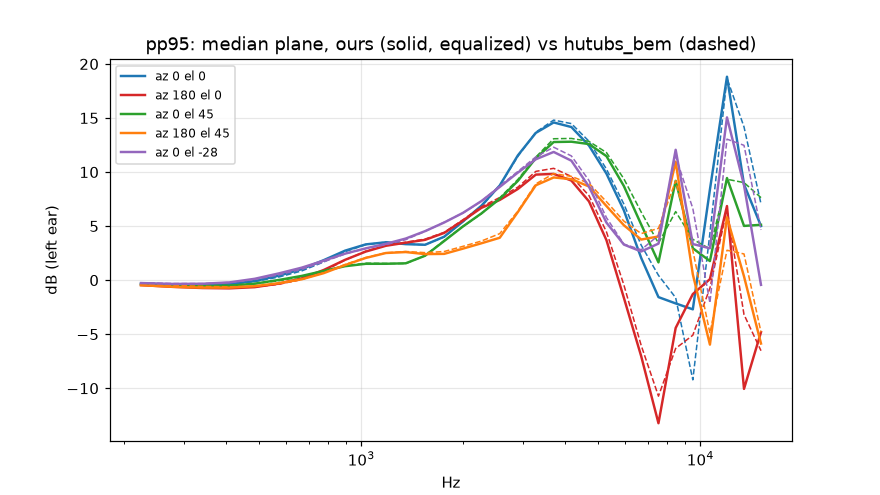 pp95: median plane, ours (solid, equalized) vs hutubs_bem (dashed)
20
15
10
5
0
−5
−10
dB (left ear)
az 0 el 0
az 180 el 0
az 0 el 45
az 180 el 45
az 0 el -28
10³
10⁴
Hz